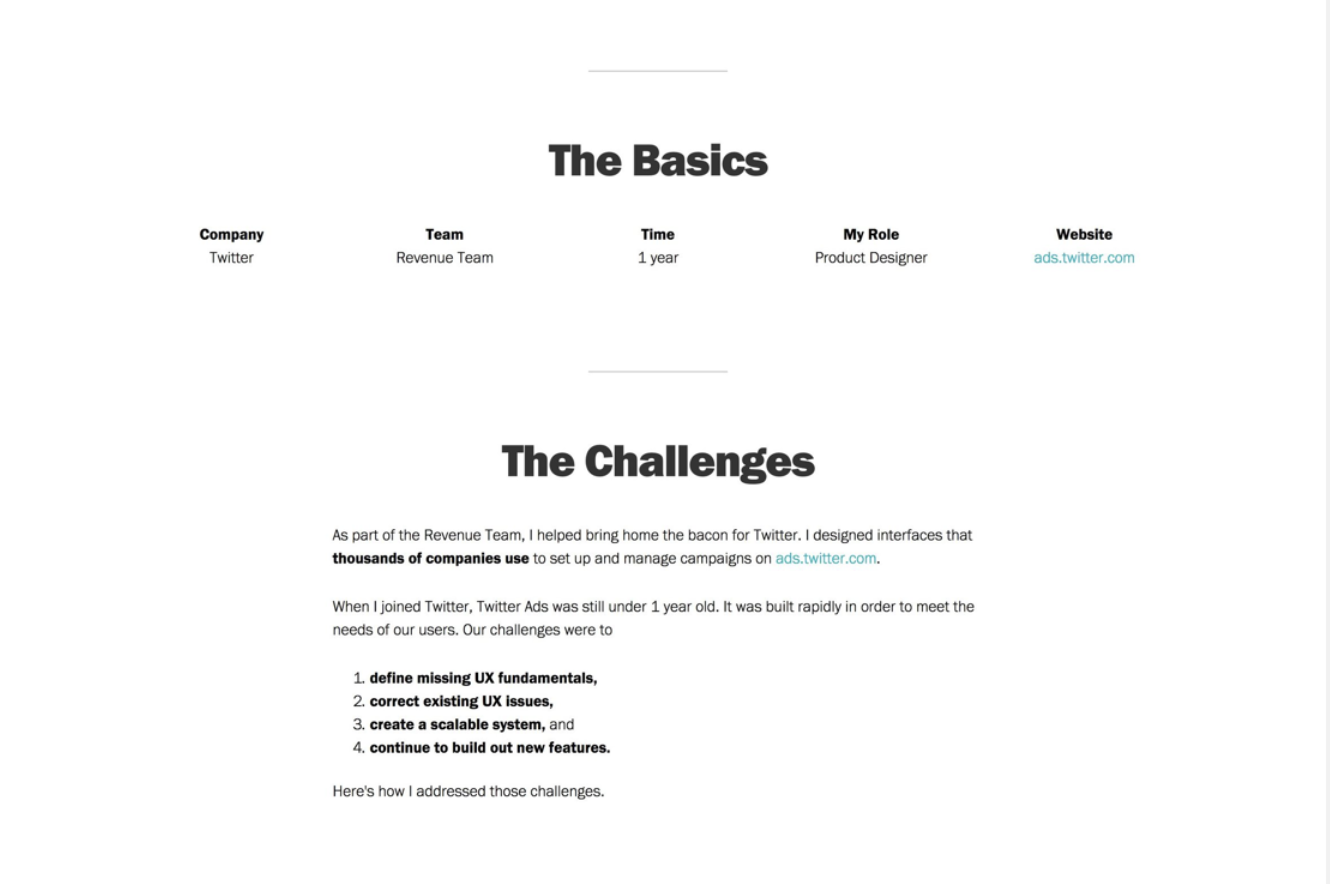 The Basics
Company Team Time My Role Website
Twitter Revenue Team 1 year Product Designer ads.twitter.com
The Challenges
As part of the Revenue Team, I helped bring home the bacon for Twitter. I designed interfaces that
thousands of companies use to set up and manage campaigns on ads.twitter.com.
When I joined Twitter, Twitter Ads was still under 1 year old. It was built rapidly in order to meet the
needs of our users. Our challenges were to
1. define missing UX fundamentals,
2. correct existing UX issues,
3. create a scalable system, and
4. continue to build out new features.
Here's how I addressed those challenges.